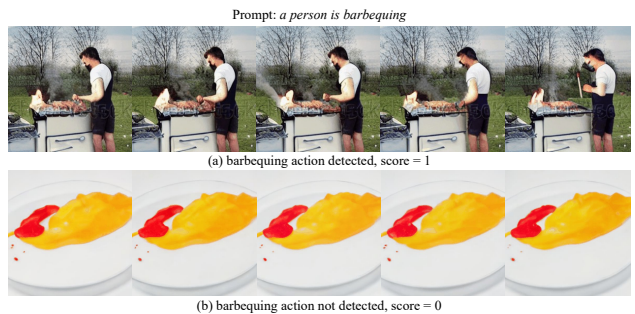 Prompt: a person is barbequing
(a) barbequing action detected, score = 1
(b) barbequing action not detected, score = 0